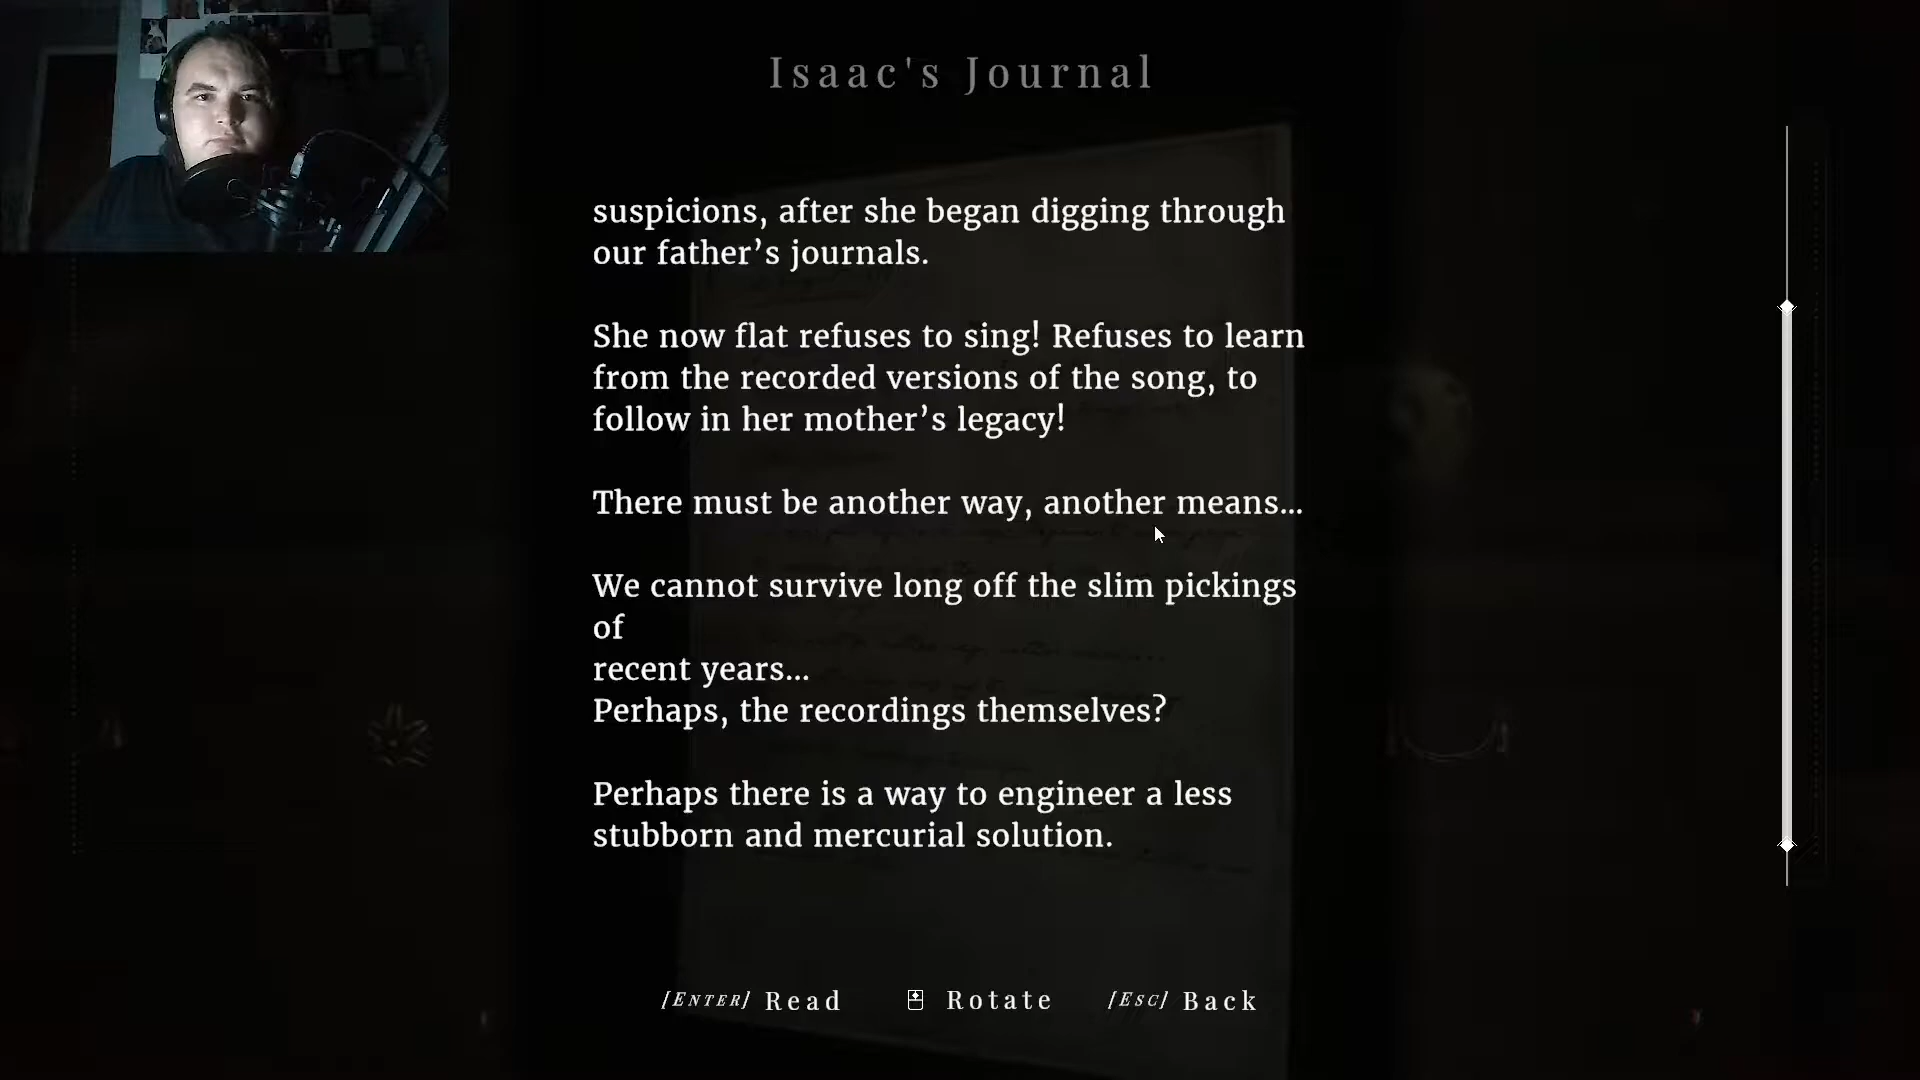 Isaac's Journal
suspicions, after she began digging through
our father’s journals.
She now flat refuses to sing! Refuses to learn
from the recorded versions of the song, to
follow in her mother’s legacy!
There must be another way, another means...
We cannot survive long off the slim pickings
of
recent years...
Perhaps, the recordings themselves?
Perhaps there is a way to engineer a less
stubborn and mercurial solution.
[ENTER] Read Rotate [ESC] Back